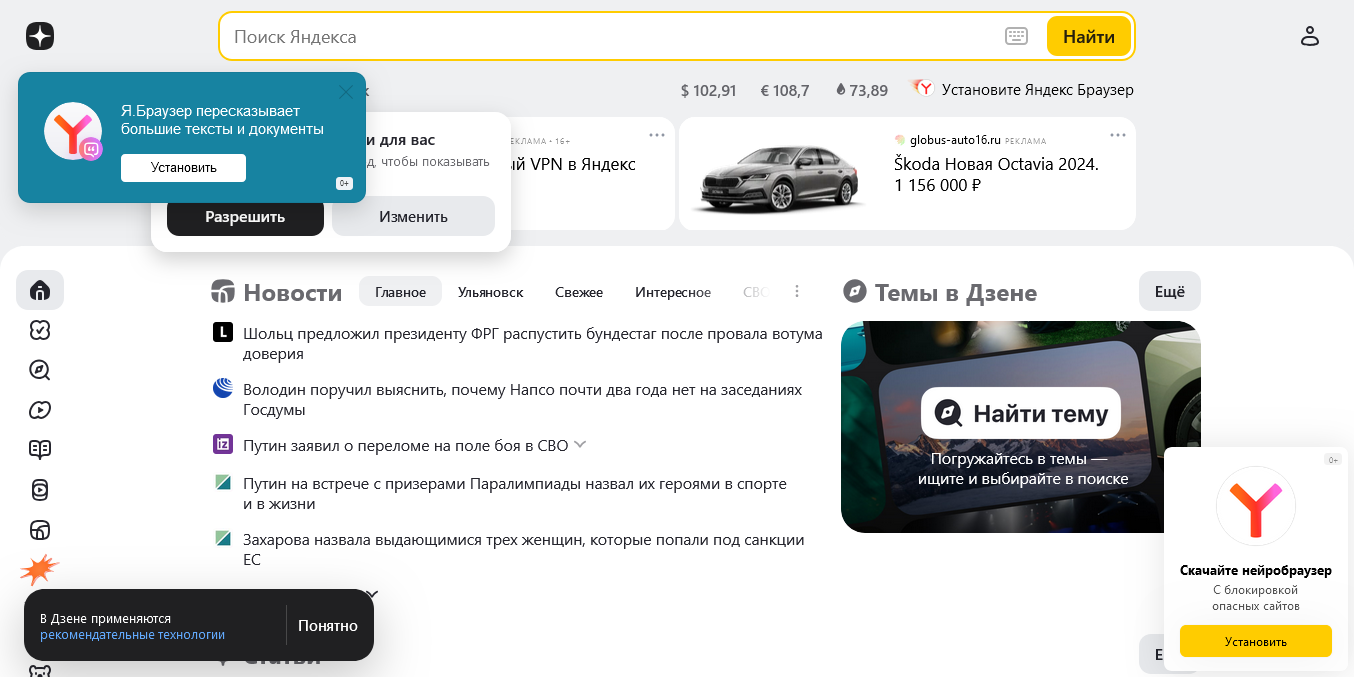 Поиск Яндекса
Найти
$ 102,91
€ 108,7
73,89
Установите Яндекс Браузер
Я.Браузер пересказывает
большие тексты и документы
Установить
0+
и для вас
чтобы показывать
Разрешить
Изменить
16+
VPN в Яндекс
globus-auto16.ru РЕКЛАМА
Škoda Новая Octavia 2024.
1 156 000 ₽
Новости
Главное
Ульяновск
Свежее
Интересное
СВО
Шольц предложил президенту ФРГ распустить бундестаг после провала вотума
доверия
Володин поручил выяснить, почему Напсо почти два года нет на заседаниях
Госдумы
Путин заявил о переломе на поле боя в СВО
Путин на встрече с призерами Паралимпиады назвал их героями в спорте
и в жизни
Захарова назвала выдающимися трех женщин, которые попали под санкции
ЕС
Темы в Дзене
Ещё
Найти тему
Погружайтесь в темы —
ищите и выбирайте в поиске
0+
Скачайте нейробраузер
С блокировкой
опасных сайтов
Установить
В Дзене применяются
рекомендательные технологии
Понятно